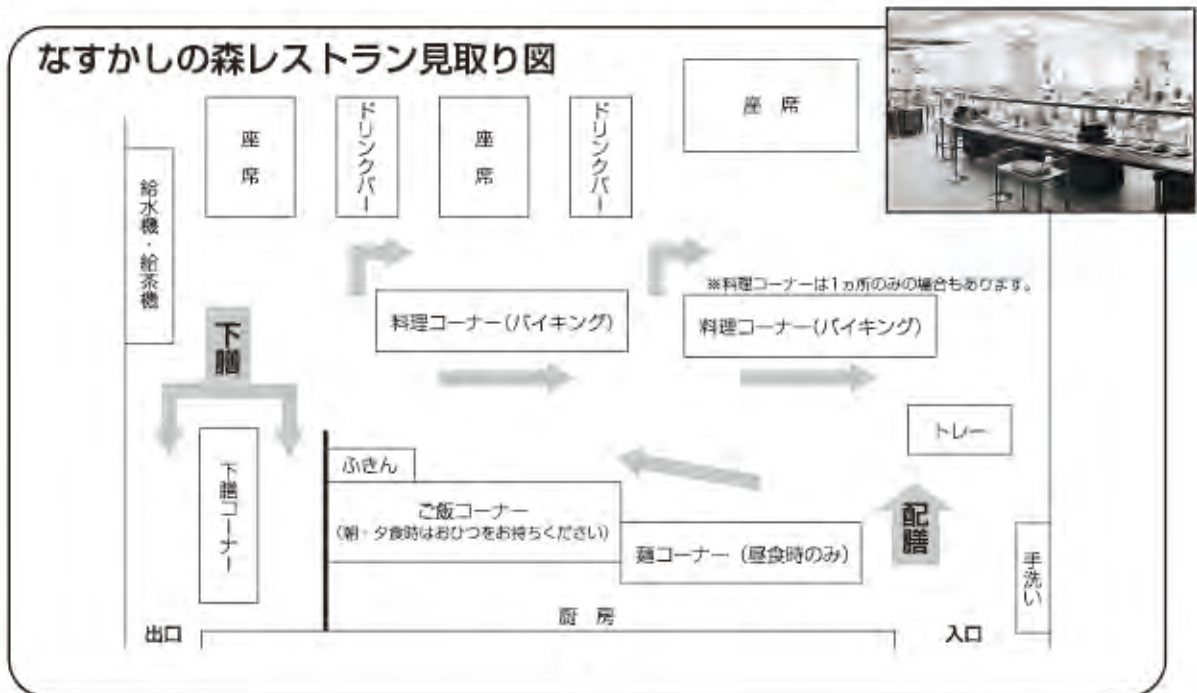 なすかしの森レストラン見取り図
座席
ドリンクバー
座席
ドリンクバー
座席
給水機・給茶機
※料理コーナーは1ヵ所のみの場合もあります。
料理コーナー(バイキング)
料理コーナー(バイキング)
下膳
トレー
下膳コーナー
ふきん
ご飯コーナー
(朝・夕食時はおひつをお持ちください)
麺コーナー(昼食時のみ)
配膳
手洗い
厨房
出口
入口